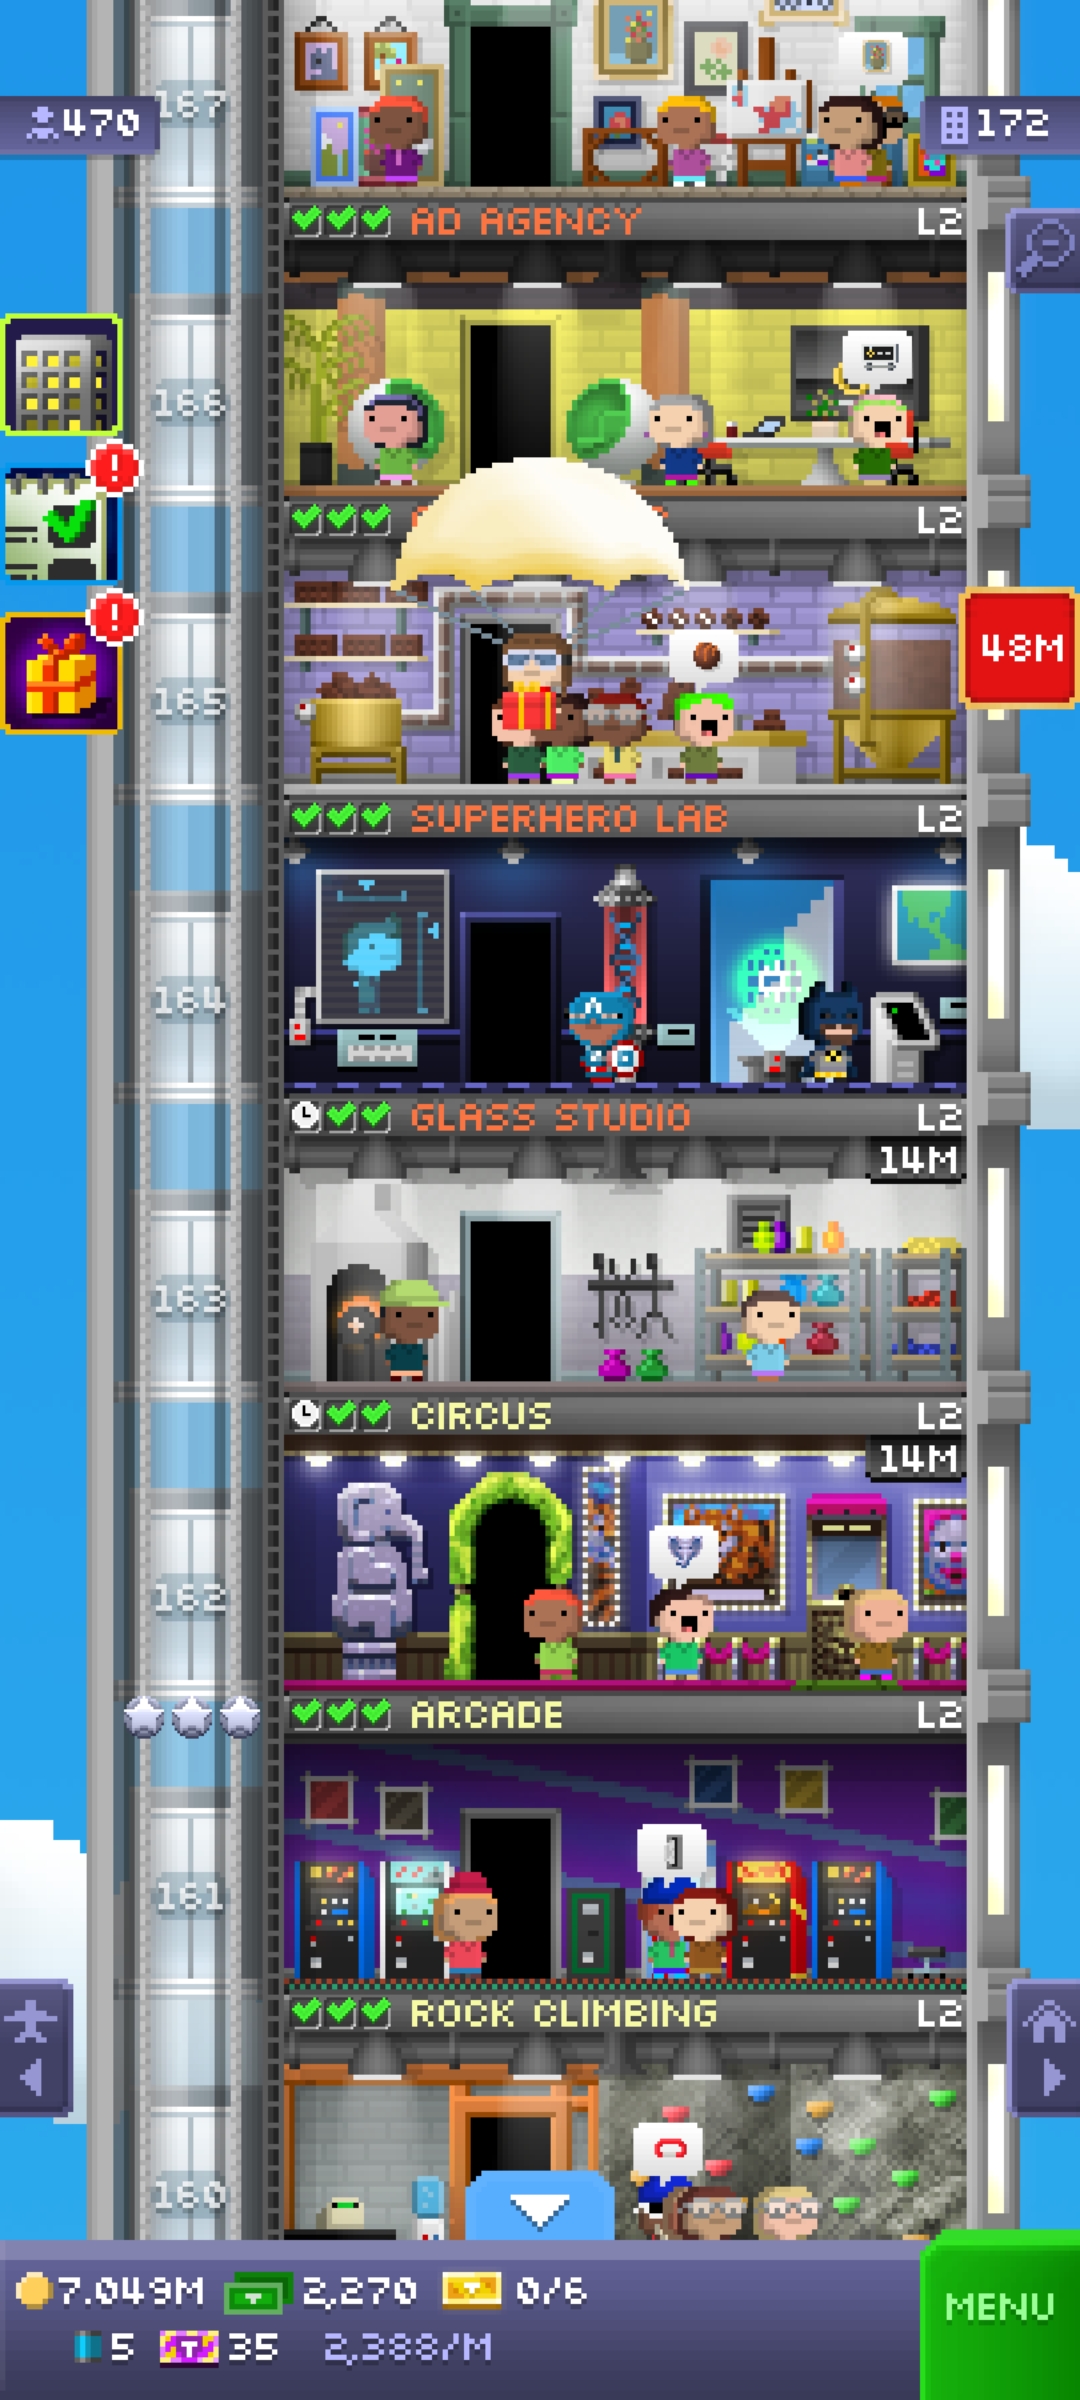 167
470
172
AD AGENCY L2
166
L2
48M
165
SUPERHERO LAB L2
164
GLASS STUDIO L2
14M
163
CIRCUS L2
14M
162
ARCADE L2
161
ROCK CLIMBING L2
160
7.049M 2,270 0/6
MENU
5 35 2,388/M